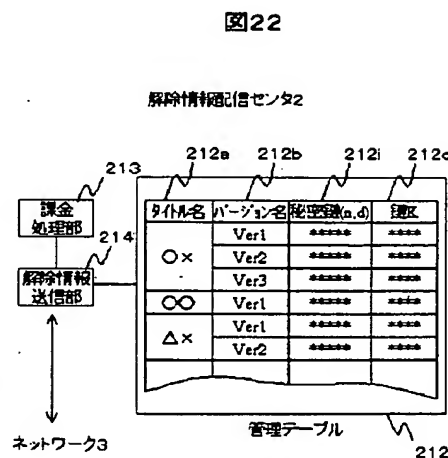 図22
解除情報配信センタ2
212a 212b 212i 212c
213
課金
処理部
214
解除情報
送信部
ネットワーク3
タイトル名 バージョン名 秘密鍵(n,d) 鍵K
○× Ver1 ***** ****
Ver2 ***** ****
Ver3 ***** ****
○○ Ver1 ***** ****
△× Ver1 ***** ****
Ver2 ***** ****
管理テーブル
212